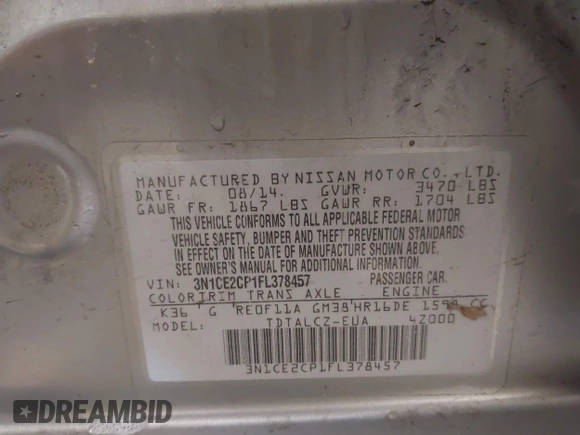 MANUFACTURED BY NISSAN MOTOR CO., LTD.
DATE: 08/14. GVWR: 3470 LBS
GAWR FR: 1867 LBS GAWR RR: 1704 LBS
THIS VEHICLE CONFORMS TO ALL APPLICABLE FEDERAL MOTOR
VEHICLE SAFETY, BUMPER AND THEFT PREVENTION STANDARDS
IN EFFECT ON THE DATE OF MANUFACTURE SHOWN ABOVE.
SEE OWNER'S MANUAL FOR ADDITIONAL INFORMATION.
VIN: 3N1CE2CP1FL378457 PASSENGER CAR.
COLOR TRIM TRANS AXLE ENGINE
K36 G RE0F11A GM38 HR16DE 1598 CC
MODEL: TDTALCZ-EUA 4Z000
3N1CE2CP1FL378457
DREAMBID